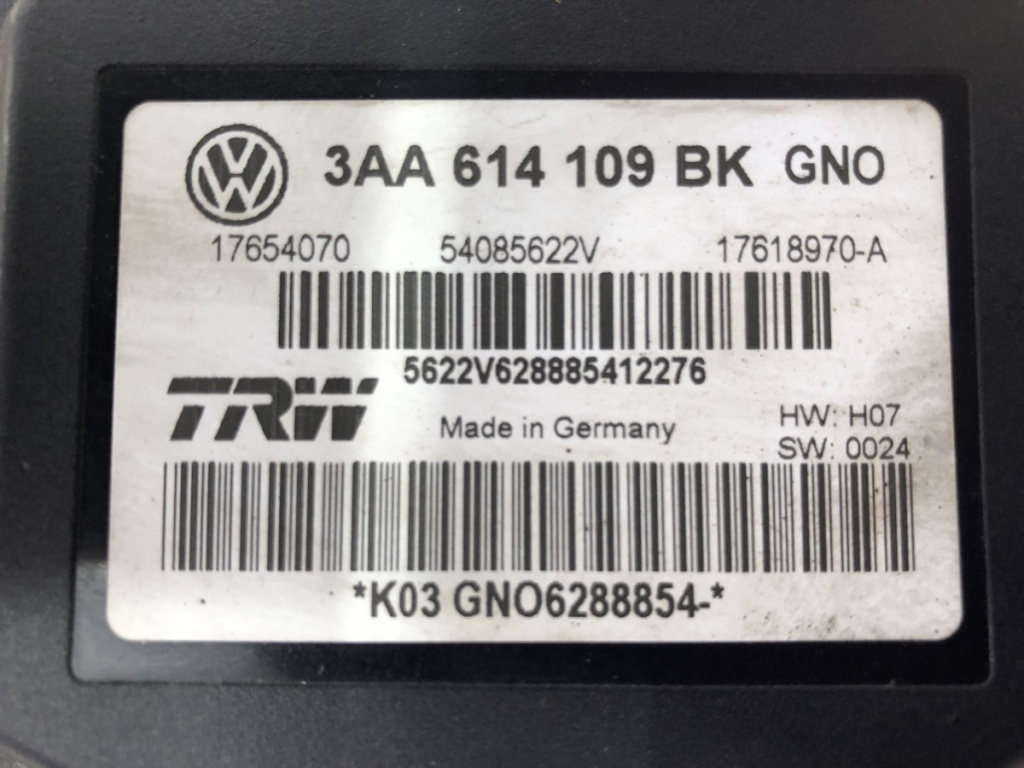 3AA 614 109 BK GNO
17654070 54085622V 17618970-A
5622V628885412276
TRW Made in Germany HW: H07
SW: 0024
*K03 GNO6288854-*